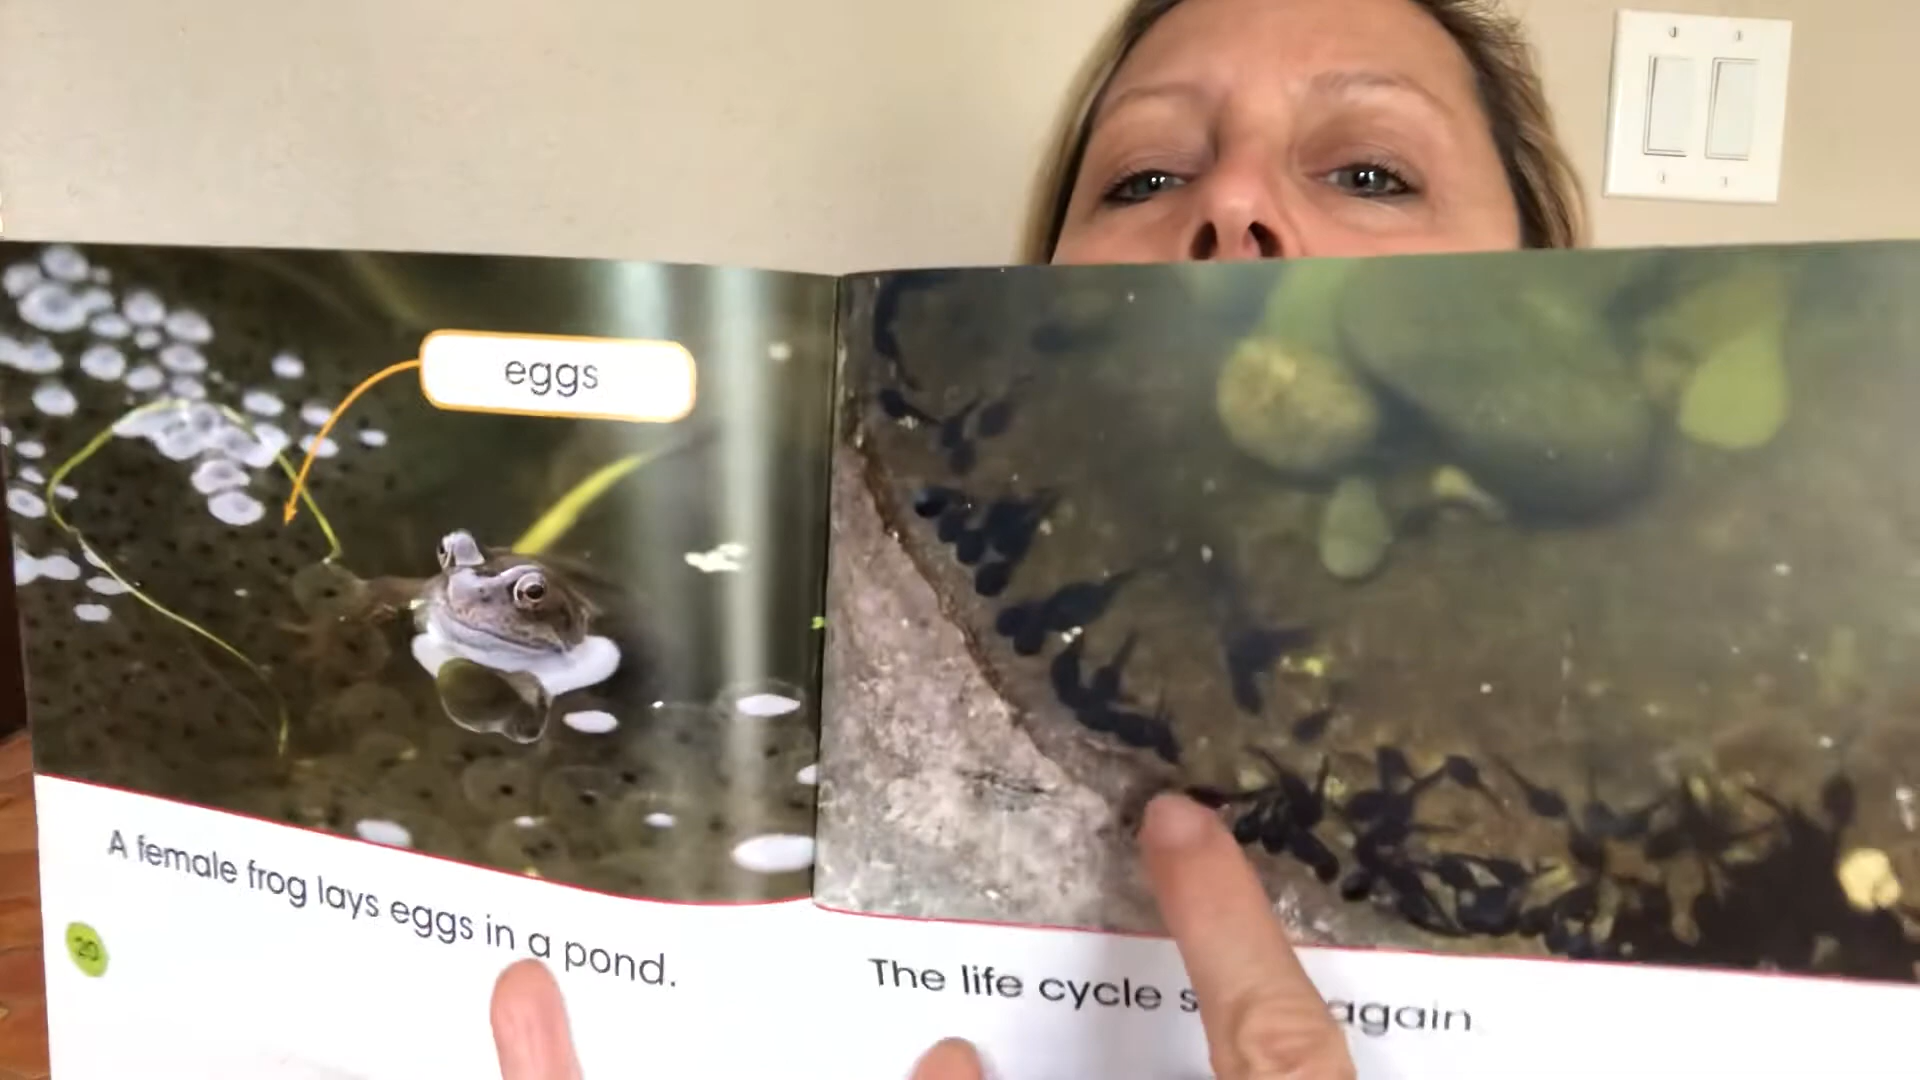 eggs
A female frog lays eggs in a pond.
20
The life cycle again